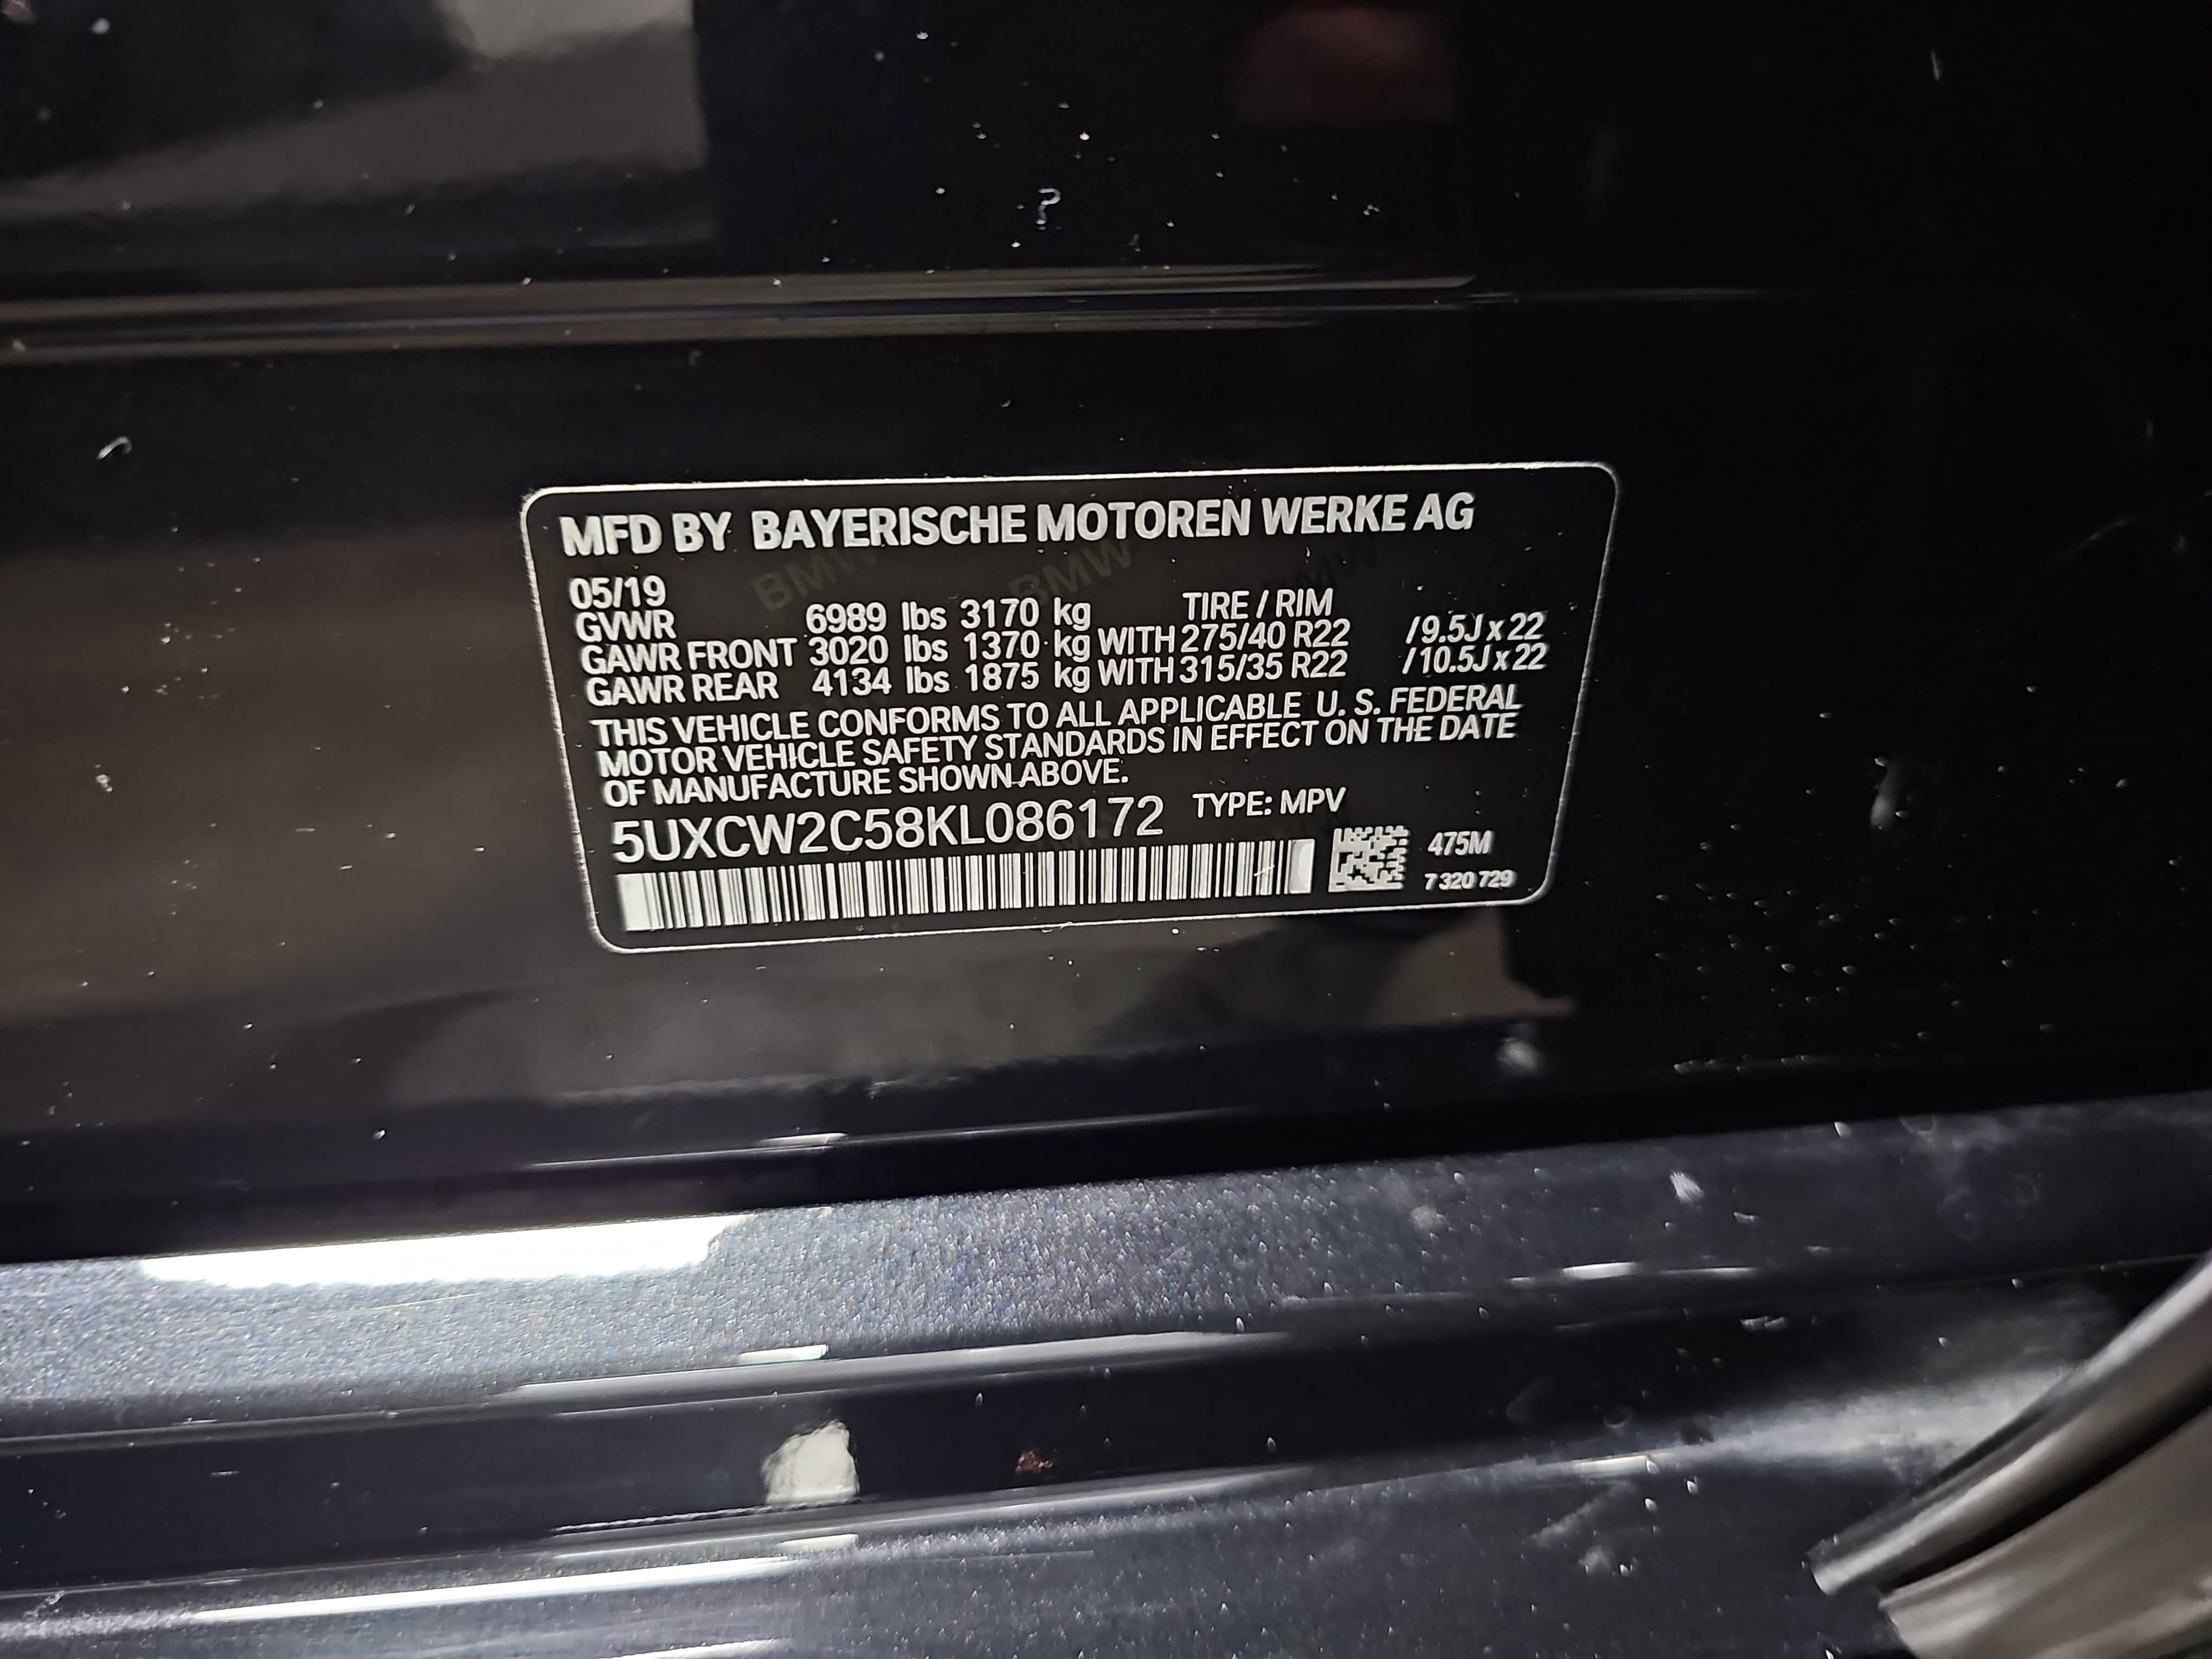 MFD BY BAYERISCHE MOTOREN WERKE AG
05/19
GVWR 6989 lbs 3170 kg TIRE / RIM
GAWR FRONT 3020 lbs 1370 kg WITH 275/40 R22 / 9.5J x 22
GAWR REAR 4134 lbs 1875 kg WITH 315/35 R22 / 10.5J x 22
THIS VEHICLE CONFORMS TO ALL APPLICABLE U. S. FEDERAL
MOTOR VEHICLE SAFETY STANDARDS IN EFFECT ON THE DATE
OF MANUFACTURE SHOWN ABOVE.
5UXCW2C58KL086172 TYPE: MPV
475M
7 320 729
BMW BMW BMW